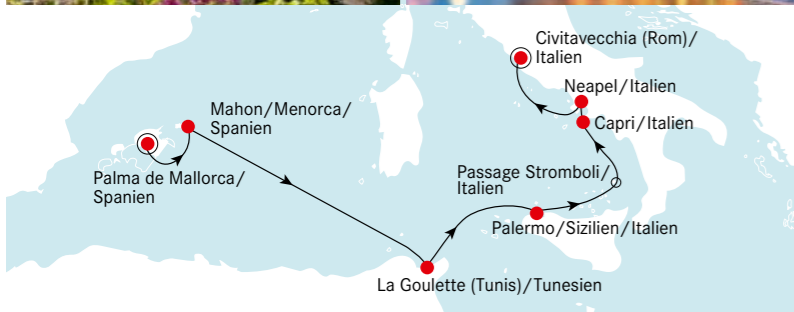 Civitavecchia (Rom)/
Italien
Neapel/Italien
Capri/Italien
Mahon/Menorca/
Spanien
Passage Stromboli/
Italien
Palma de Mallorca/
Spanien
Palermo/Sizilien/Italien
La Goulette (Tunis)/Tunesien